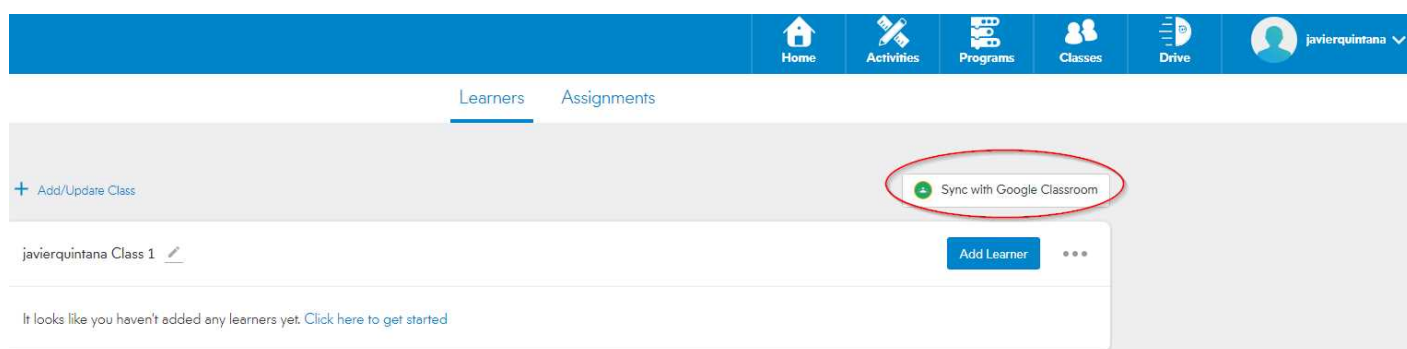 Home Activities Programs Classes Drive javierquintana
Learners Assignments
+ Add/Update Class Sync with Google Classroom
javierquintana Class 1 Add Learner
It looks like you haven't added any learners yet. Click here to get started